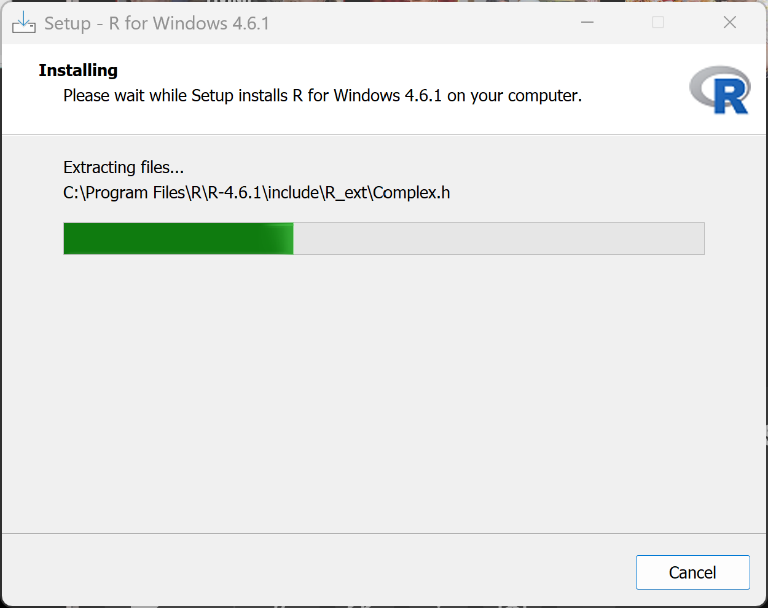 Setup - R for Windows 4.6.1
Installing
Please wait while Setup installs R for Windows 4.6.1 on your computer.
R
Extracting files...
C:\Program Files\R\R-4.6.1\include\R_ext\Complex.h
Cancel